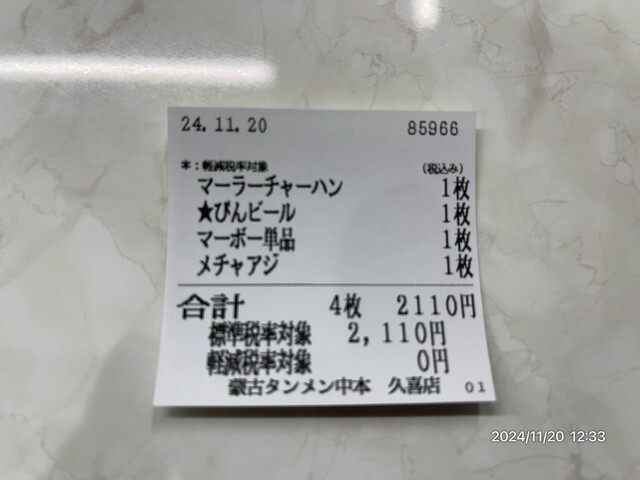 24.11.20 85966
*:軽減税率対象 (税込み)
マーラーチャーハン 1枚
★びんビール 1枚
マーボー単品 1枚
メチャアジ 1枚
合計 4枚 2110円
標準税率対象 2,110円
軽減税率対象 0円
蒙古タンメン中本 久喜店 01
2024/11/20 12:33